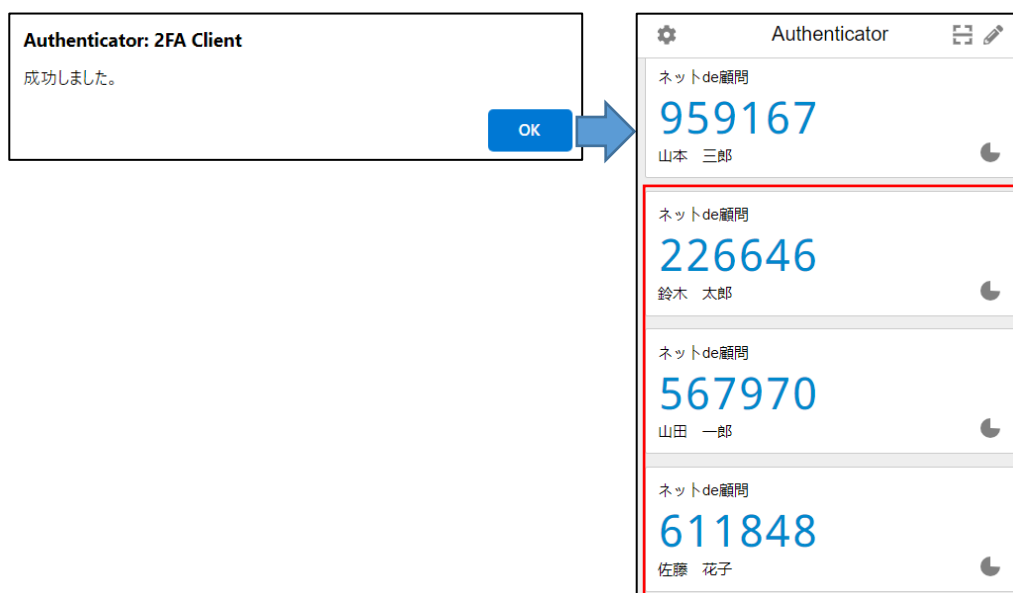 Authenticator: 2FA Client
成功しました。
OK
Authenticator
ネットde顧問
959167
山本　三郎
ネットde顧問
226646
鈴木　太郎
ネットde顧問
567970
山田　一郎
ネットde顧問
611848
佐藤　花子